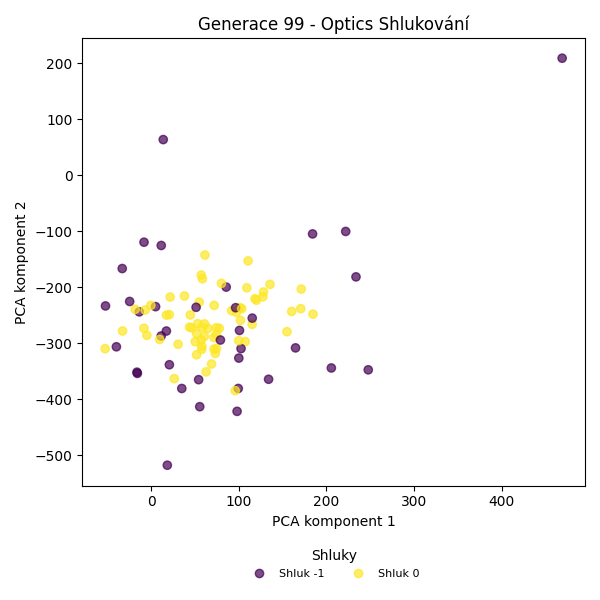 Generace 99 - Optics Shlukování
200
100
0
−100
−200
−300
−400
−500
PCA komponent 2
0
100
200
300
400
PCA komponent 1
Shluky
Shluk -1
Shluk 0